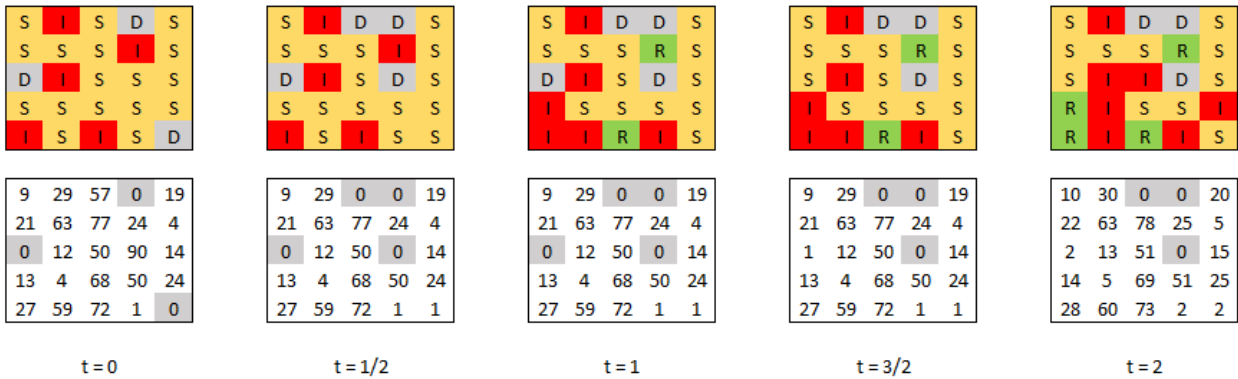 S I S D S S I D D S S I D D S S I D D S S I D D S
S S S I S S S S I S S S S R S S S S R S S S S R S
D I S S S D I S D S D I S D S S I S D S S I I D S
S S S S S S S S S S I S S S S I S S S S R I S S I
I S I S D I S I S S I I R I S I I R I S R I R I S
9 29 57 0 19 9 29 0 0 19 9 29 0 0 19 9 29 0 0 19 10 30 0 0 20
21 63 77 24 4 21 63 77 24 4 21 63 77 24 4 21 63 77 24 4 22 63 78 25 5
0 12 50 90 14 0 12 50 0 14 0 12 50 0 14 1 12 50 0 14 2 13 51 0 15
13 4 68 50 24 13 4 68 50 24 13 4 68 50 24 13 4 68 50 24 14 5 69 51 25
27 59 72 1 0 27 59 72 1 1 27 59 72 1 1 27 59 72 1 1 28 60 73 2 2
t = 0 t = 1/2 t = 1 t = 3/2 t = 2